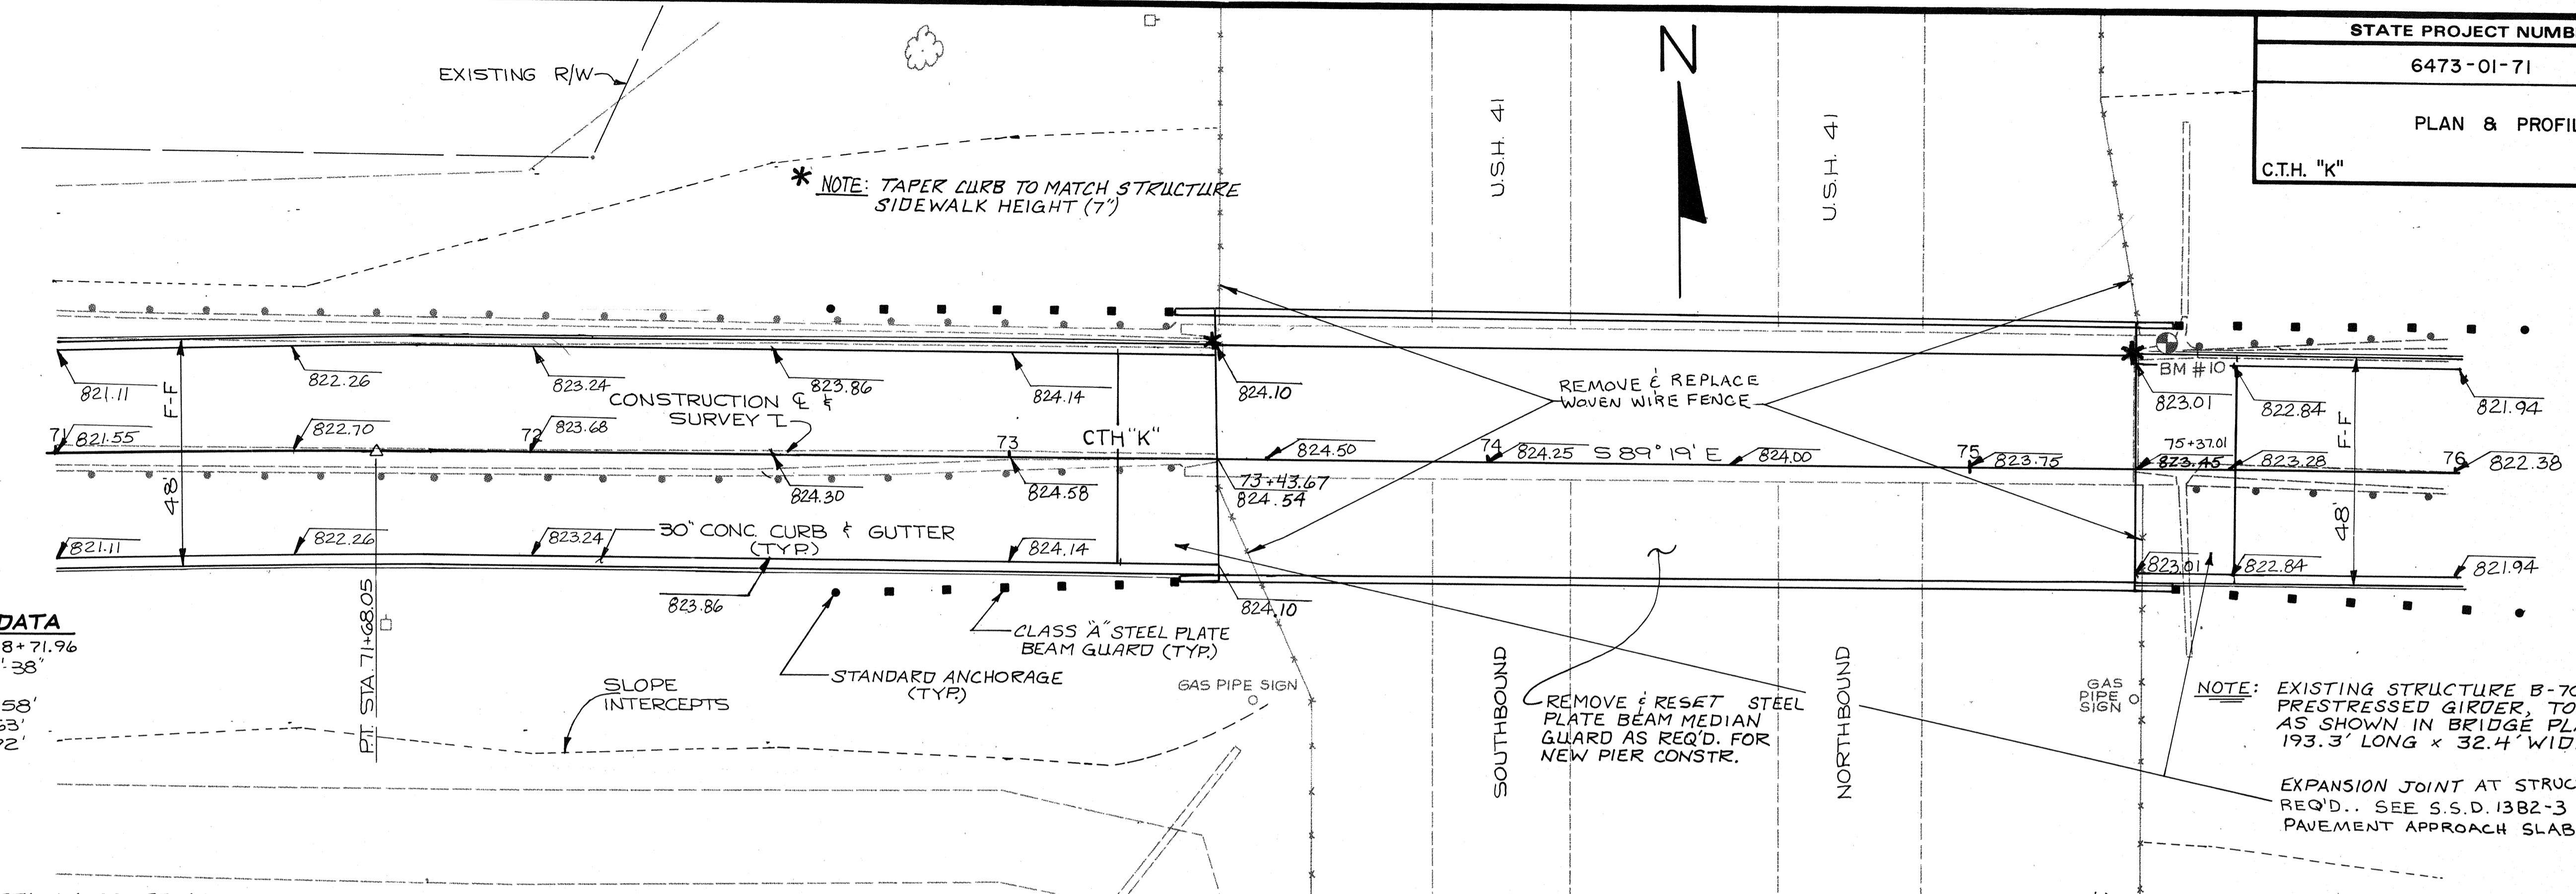 STATE PROJECT NUMB
6473-01-71
PLAN & PROFIL
C.T.H. "K"
EXISTING R/W
N
U.S.H. 41
U.S.H. 41
* NOTE: TAPER CURB TO MATCH STRUCTURE
SIDEWALK HEIGHT (7")
821.11
822.26
823.24
823.86
824.14
824.10
823.01
822.84
821.94
BM #10
F-F
48'
CONSTRUCTION ℄ &
SURVEY
CTH "K"
REMOVE & REPLACE
WOVEN WIRE FENCE
F-F
48'
71
821.55
822.70
72
823.68
824.30
73
824.58
73+43.67
824.54
824.50
74
824.25
S 89° 19' E
824.00
75
823.75
75+37.01
823.45
823.28
76
822.38
821.11
822.26
823.24
30" CONC. CURB & GUTTER
(TYP.)
823.86
824.14
824.10
823.01
822.84
821.94
DATA
8+71.96
'-38"
58'
53'
92'
P.T. STA. 71+68.05
SLOPE
INTERCEPTS
STANDARD ANCHORAGE
(TYP.)
CLASS "A" STEEL PLATE
BEAM GUARD (TYP.)
GAS PIPE SIGN
SOUTHBOUND
REMOVE & RESET STEEL
PLATE BEAM MEDIAN
GUARD AS REQ'D. FOR
NEW PIER CONSTR.
NORTHBOUND
GAS
PIPE
SIGN
NOTE: EXISTING STRUCTURE B-70
PRESTRESSED GIRDER, TO
AS SHOWN IN BRIDGE PLA
193.3' LONG x 32.4' WID
EXPANSION JOINT AT STRUC
REQ'D.. SEE S.S.D. 13B2-3
PAVEMENT APPROACH SLAB